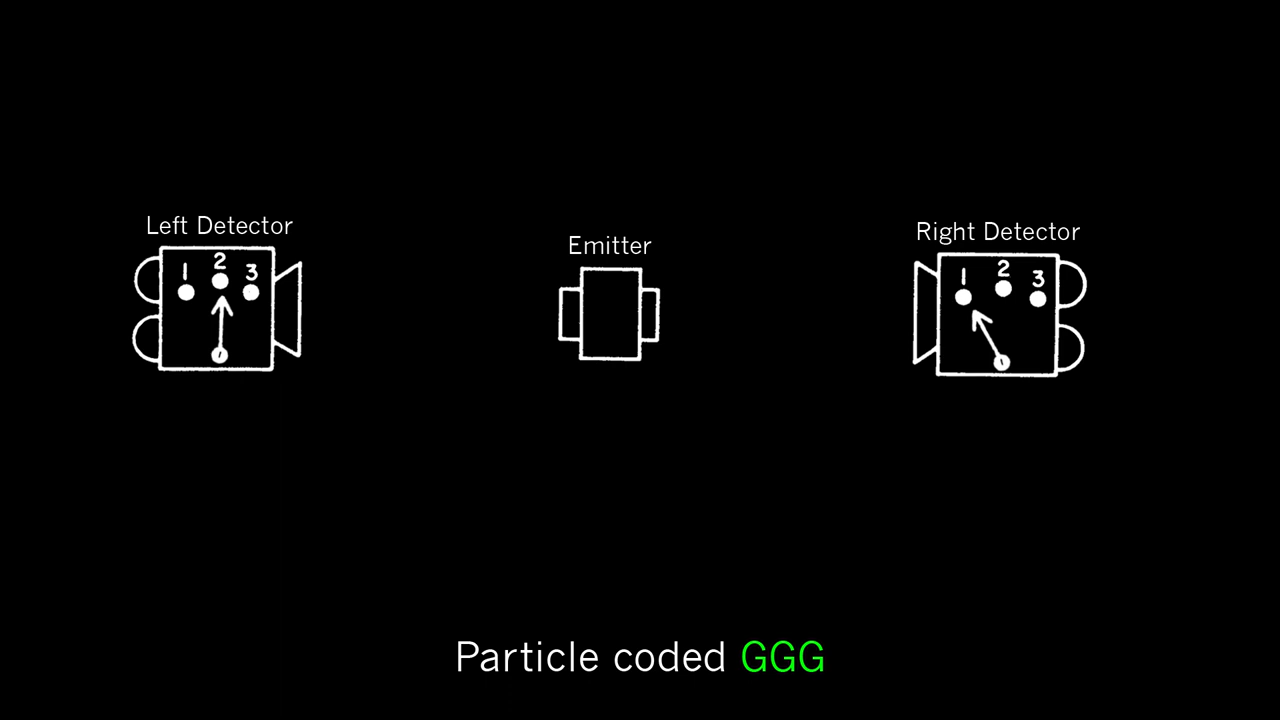 Left Detector
1 2 3
Emitter
Right Detector
1 2 3
Particle coded GGG